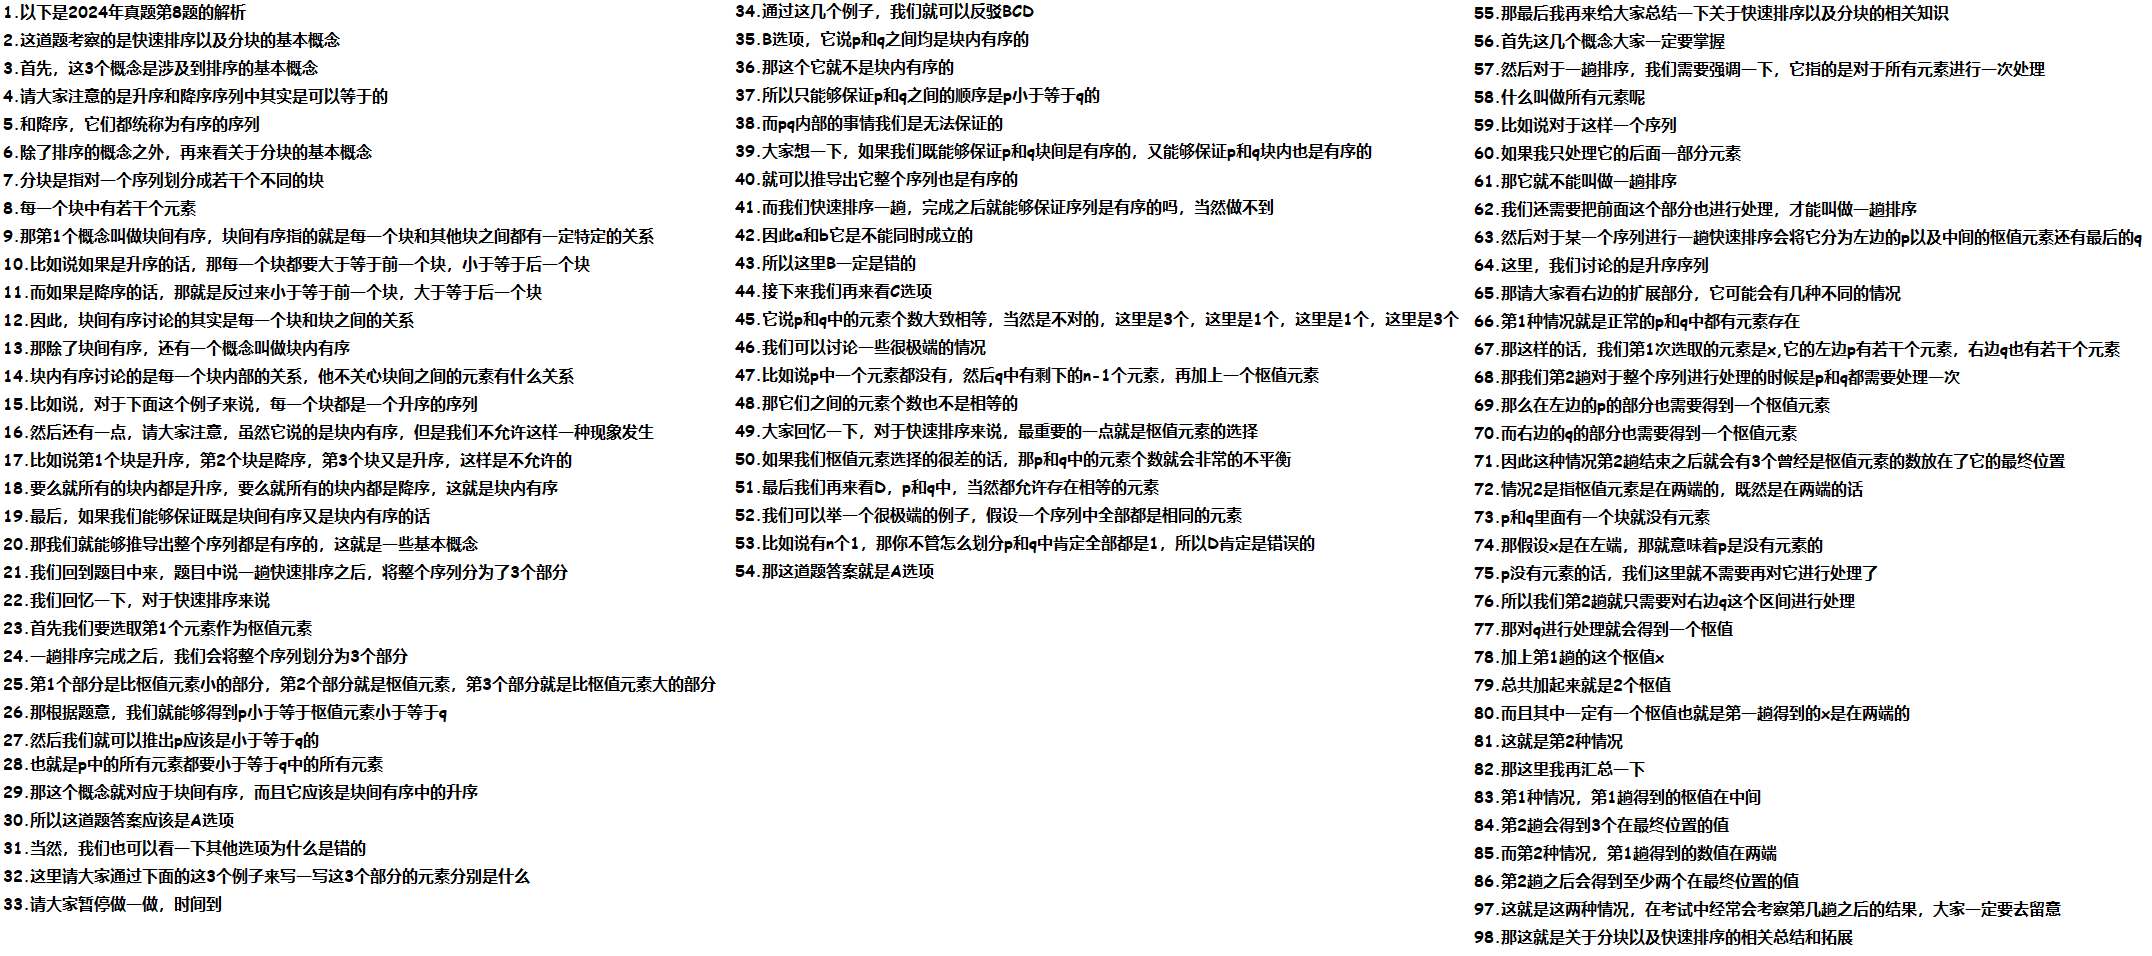 1.以下是2024年真题第8题的解析
2.这道题考察的是快速排序以及分块的基本概念
3.首先，这3个概念是涉及到排序的基本概念
4.请大家注意的是升序和降序序列中其实是可以等于的
5.和降序，它们都统称为有序的序列
6.除了排序的概念之外，再来看关于分块的基本概念
7.分块是指对一个序列划分成若干个不同的块
8.每一个块中有若干个元素
9.那第1个概念叫做块间有序，块间有序指的就是每一个块和其他块之间都有一定特定的关系
10.比如说如果是升序的话，那每一个块都要大于等于前一个块，小于等于后一个块
11.而如果是降序的话，那就是反过来小于等于前一个块，大于等于后一个块
12.因此，块间有序讨论的其实是每一个块和块之间的关系
13.那除了块间有序，还有一个概念叫做块内有序
14.块内有序讨论的是每一个块内部的关系，他不关心块间之间的元素有什么关系
15.比如说，对于下面这个例子来说，每一个块都是一个升序的序列
16.然后还有一点，请大家注意，虽然它说的是块内有序，但是我们不允许这样一种现象发生
17.比如说第1个块是升序，第2个块是降序，第3个块又是升序，这样是不允许的
18.要么就所有的块内都是升序，要么就所有的块内都是降序，这就是块内有序
19.最后，如果我们能够保证既是块间有序又是块内有序的话
20.那我们就能够推导出整个序列都是有序的，这就是一些基本概念
21.我们回到题目中来，题目中说一趟快速排序之后，将整个序列分为了3个部分
22.我们回忆一下，对于快速排序来说
23.首先我们要选取第1个元素作为枢值元素
24.一趟排序完成之后，我们会将整个序列划分为3个部分
25.第1个部分是比枢值元素小的部分，第2个部分就是枢值元素，第3个部分就是比枢值元素大的部分
26.那根据题意，我们就能够得到p小于等于枢值元素小于等于q
27.然后我们就可以推出p应该是小于等于q的
28.也就是p中的所有元素都要小于等于q中的所有元素
29.那这个概念就对应于块间有序，而且它应该是块间有序中的升序
30.所以这道题答案应该是A选项
31.当然，我们也可以看一下其他选项为什么是错的
32.这里请大家通过下面的这3个例子来写一写这3个部分的元素分别是什么
33.请大家暂停做一做，时间到
34.通过这几个例子，我们就可以反驳BCD
35.B选项，它说p和q之间均是块内有序的
36.那这个它就不是块内有序的
37.所以只能够保证p和q之间的顺序是p小于等于q的
38.而pq内部的事情我们是无法保证的
39.大家想一下，如果我们既能够保证p和q块间是有序的，又能够保证p和q块内也是有序的
40.就可以推导出它整个序列也是有序的
41.而我们快速排序一趟，完成之后就能够保证序列是有序的吗，当然做不到
42.因此a和b它是不能同时成立的
43.所以这里B一定是错的
44.接下来我们再来看C选项
45.它说p和q中的元素个数大致相等，当然是不对的，这里是3个，这里是1个，这里是1个，这里是3个
46.我们可以讨论一些很极端的情况
47.比如说p中一个元素都没有，然后q中有剩下的n-1个元素，再加上一个枢值元素
48.那它们之间的元素个数也不是相等的
49.大家回忆一下，对于快速排序来说，最重要的一点就是枢值元素的选择
50.如果我们枢值元素选择的很差的话，那p和q中的元素个数就会非常的不平衡
51.最后我们再来看D，p和q中，当然都允许存在相等的元素
52.我们可以举一个很极端的例子，假设一个序列中全部都是相同的元素
53.比如说有n个1，那你不管怎么划分p和q中肯定全部都是1，所以D肯定是错误的
54.那这道题答案就是A选项
55.那最后我再来给大家总结一下关于快速排序以及分块的相关知识
56.首先这几个概念大家一定要掌握
57.然后对于一趟排序，我们需要强调一下，它指的是对于所有元素进行一次处理
58.什么叫做所有元素呢
59.比如说对于这样一个序列
60.如果我只处理它的后面一部分元素
61.那它就不能叫做一趟排序
62.我们还需要把前面这个部分也进行处理，才能叫做一趟排序
63.然后对于某一个序列进行一趟快速排序会将它分为左边的p以及中间的枢值元素还有最后的q
64.这里，我们讨论的是升序序列
65.那请大家看右边的扩展部分，它可能会有几种不同的情况
66.第1种情况就是正常的p和q中都有元素存在
67.那这样的话，我们第1次选取的元素是x,它的左边p有若干个元素，右边q也有若干个元素
68.那我们第2趟对于整个序列进行处理的时候是p和q都需要处理一次
69.那么在左边的p的部分也需要得到一个枢值元素
70.而右边的q的部分也需要得到一个枢值元素
71.因此这种情况第2趟结束之后就会有3个曾经是枢值元素的数放在了它的最终位置
72.情况2是指枢值元素是在两端的，既然是在两端的话
73.p和q里面有一个块就没有元素
74.那假设x是在左端，那就意味着p是没有元素的
75.p没有元素的话，我们这里就不需要再对它进行处理了
76.所以我们第2趟就只需要对右边q这个区间进行处理
77.那对q进行处理就会得到一个枢值
78.加上第1趟的这个枢值x
79.总共加起来就是2个枢值
80.而且其中一定有一个枢值也就是第一趟得到的x是在两端的
81.这就是第2种情况
82.那这里我再汇总一下
83.第1种情况，第1趟得到的枢值在中间
84.第2趟会得到3个在最终位置的值
85.而第2种情况，第1趟得到的数值在两端
86.第2趟之后会得到至少两个在最终位置的值
97.这就是这两种情况，在考试中经常会考察第几趟之后的结果，大家一定要去留意
98.那这就是关于分块以及快速排序的相关总结和拓展